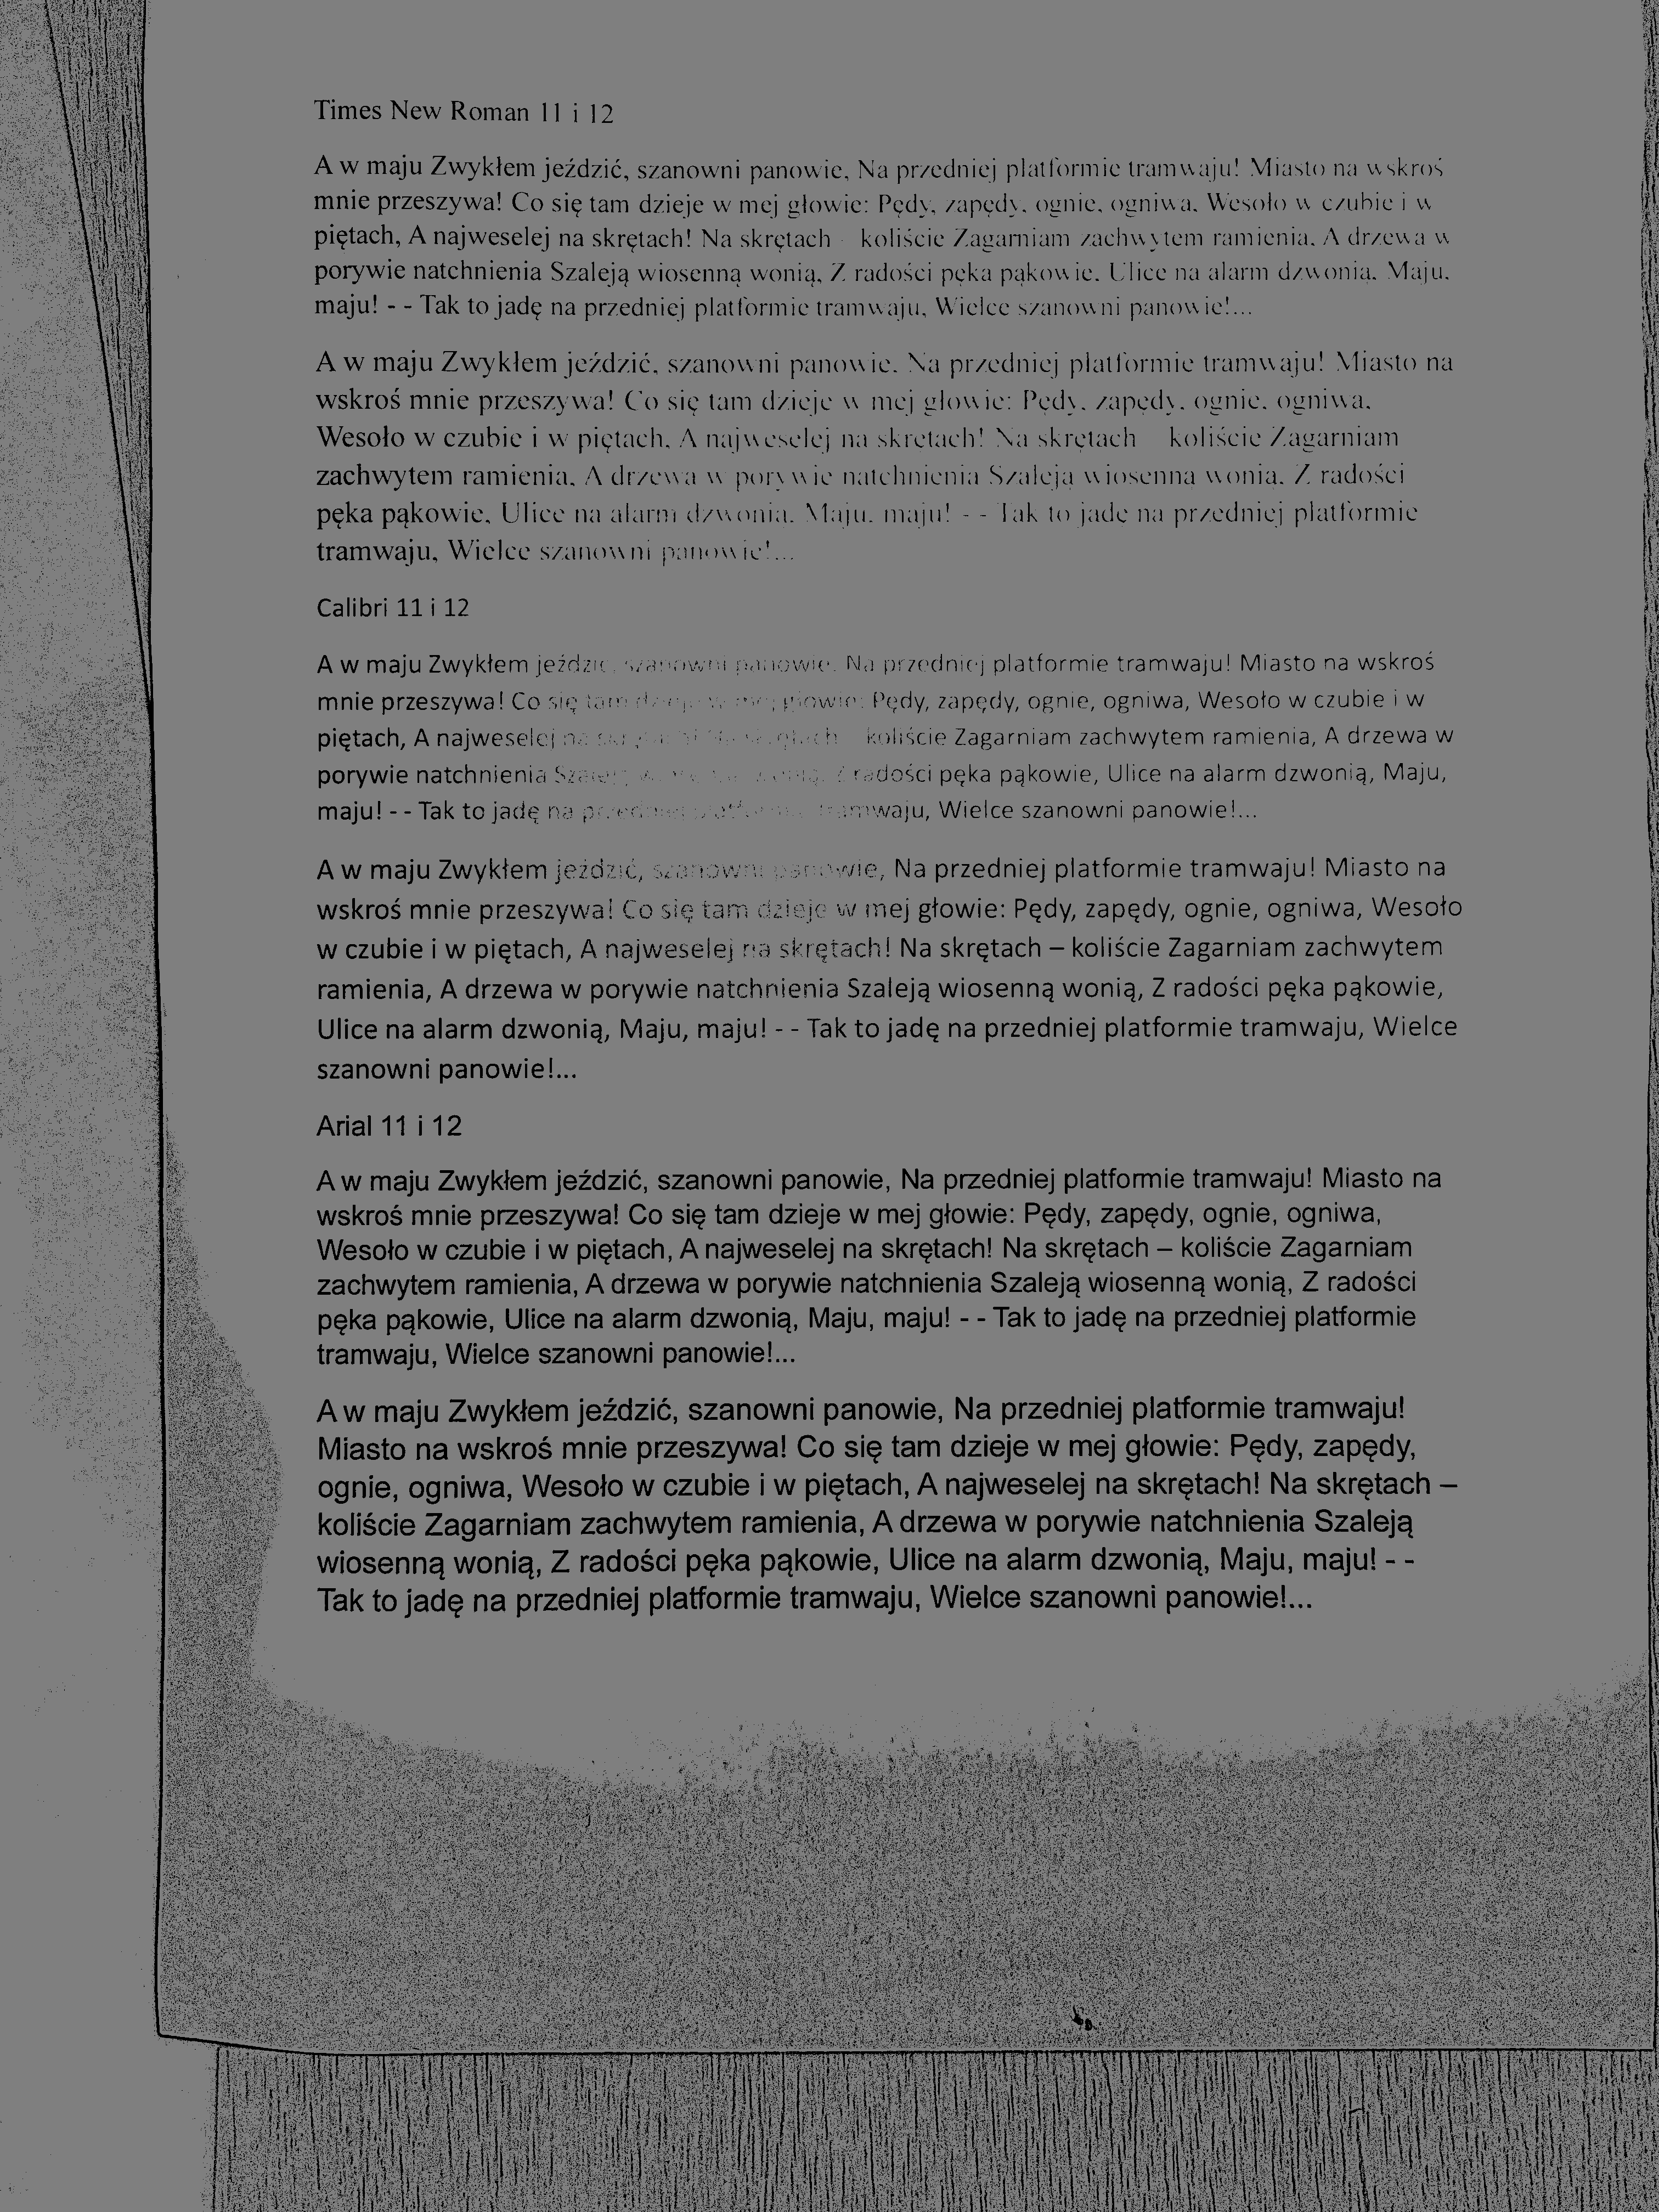 Times New Roman 11 i 12
A w maju Zwykłem jeździć, szanowni panowie, Na przedniej platformie tramwaju! Miasto na wskroś
mnie przeszywa! Co się tam dzieje w mej głowie: Pędy, zapędy, ognie, ogniwa, Wesoło w czubie i w
piętach, A najweselej na skrętach! Na skrętach - koliście Zagarniam zachwytem ramienia, A drzewa w
porywie natchnienia Szaleją wiosenną wonią, Z radości pęka pąkowie, Ulice na alarm dzwonią, Maju,
maju! - - Tak to jadę na przedniej platformie tramwaju, Wielce szanowni panowie!...
A w maju Zwykłem jeździć, szanowni panowie, Na przedniej platformie tramwaju! Miasto na
wskroś mnie przeszywa! Co się tam dzieje w mej głowie: Pędy, zapędy, ognie, ogniwa,
Wesoło w czubie i w piętach, A najweselej na skrętach! Na skrętach koliście Zagarniam
zachwytem ramienia, A drzewa w porywie natchnienia Szaleją wiosenną wonią, Z radości
pęka pąkowie, Ulice na alarm dzwonią, Maju, maju! - - Tak to jadę na przedniej platformie
tramwaju, Wielce szanowni panowie!...
Calibri 11 i 12
A w maju Zwykłem jeździć, szanowni panowie, Na przedniej platformie tramwaju! Miasto na wskroś
mnie przeszywa! Co się tam dzieje w mej głowie: Pędy, zapędy, ognie, ogniwa, Wesoło w czubie i w
piętach, A najweselej na skrętach koliście Zagarniam zachwytem ramienia, A drzewa w
porywie natchnienia Szaleją wonią, Z radości pęka pąkowie, Ulice na alarm dzwonią, Maju,
maju! - - Tak to jadę na przedniej platformie tramwaju, Wielce szanowni panowie!...
A w maju Zwykłem jeździć, szanowni panowie, Na przedniej platformie tramwaju! Miasto na
wskroś mnie przeszywa! Co się tam dzieje w mej głowie: Pędy, zapędy, ognie, ogniwa, Wesoło
w czubie i w piętach, A najweselej na skrętach! Na skrętach – koliście Zagarniam zachwytem
ramienia, A drzewa w porywie natchnienia Szaleją wiosenną wonią, Z radości pęka pąkowie,
Ulice na alarm dzwonią, Maju, maju! - - Tak to jadę na przedniej platformie tramwaju, Wielce
szanowni panowie!...
Arial 11 i 12
A w maju Zwykłem jeździć, szanowni panowie, Na przedniej platformie tramwaju! Miasto na
wskroś mnie przeszywa! Co się tam dzieje w mej głowie: Pędy, zapędy, ognie, ogniwa,
Wesoło w czubie i w piętach, A najweselej na skrętach! Na skrętach – koliście Zagarniam
zachwytem ramienia, A drzewa w porywie natchnienia Szaleją wiosenną wonią, Z radości
pęka pąkowie, Ulice na alarm dzwonią, Maju, maju! - - Tak to jadę na przedniej platformie
tramwaju, Wielce szanowni panowie!...
A w maju Zwykłem jeździć, szanowni panowie, Na przedniej platformie tramwaju!
Miasto na wskroś mnie przeszywa! Co się tam dzieje w mej głowie: Pędy, zapędy,
ognie, ogniwa, Wesoło w czubie i w piętach, A najweselej na skrętach! Na skrętach –
koliście Zagarniam zachwytem ramienia, A drzewa w porywie natchnienia Szaleją
wiosenną wonią, Z radości pęka pąkowie, Ulice na alarm dzwonią, Maju, maju! - -
Tak to jadę na przedniej platformie tramwaju, Wielce szanowni panowie!...